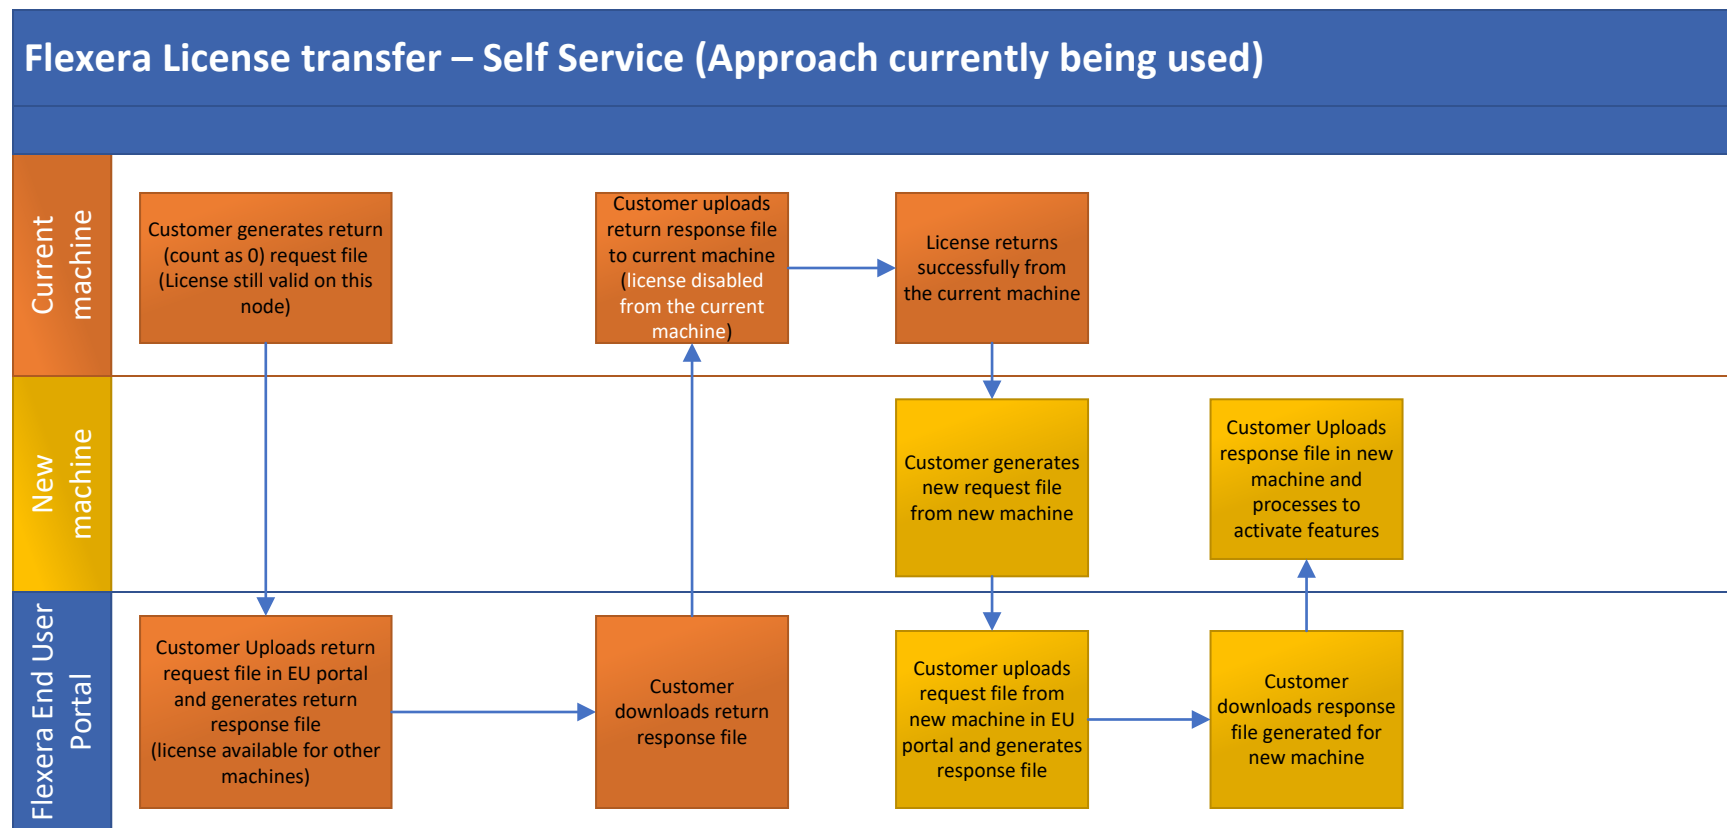 Flexera License transfer – Self Service (Approach currently being used)
Current
machine
Customer generates return
(count as 0) request file
(License still valid on this
node)
Customer uploads
return response file
to current machine
(license disabled
from the current
machine)
License returns
successfully from
the current machine
New
machine
Customer generates
new request file
from new machine
Customer Uploads
response file in new
machine and
processes to
activate features
Flexera End User
Portal
Customer Uploads return
request file in EU portal
and generates return
response file
(license available for other
machines)
Customer
downloads return
response file
Customer uploads
request file from
new machine in EU
portal and generates
response file
Customer
downloads response
file generated for
new machine